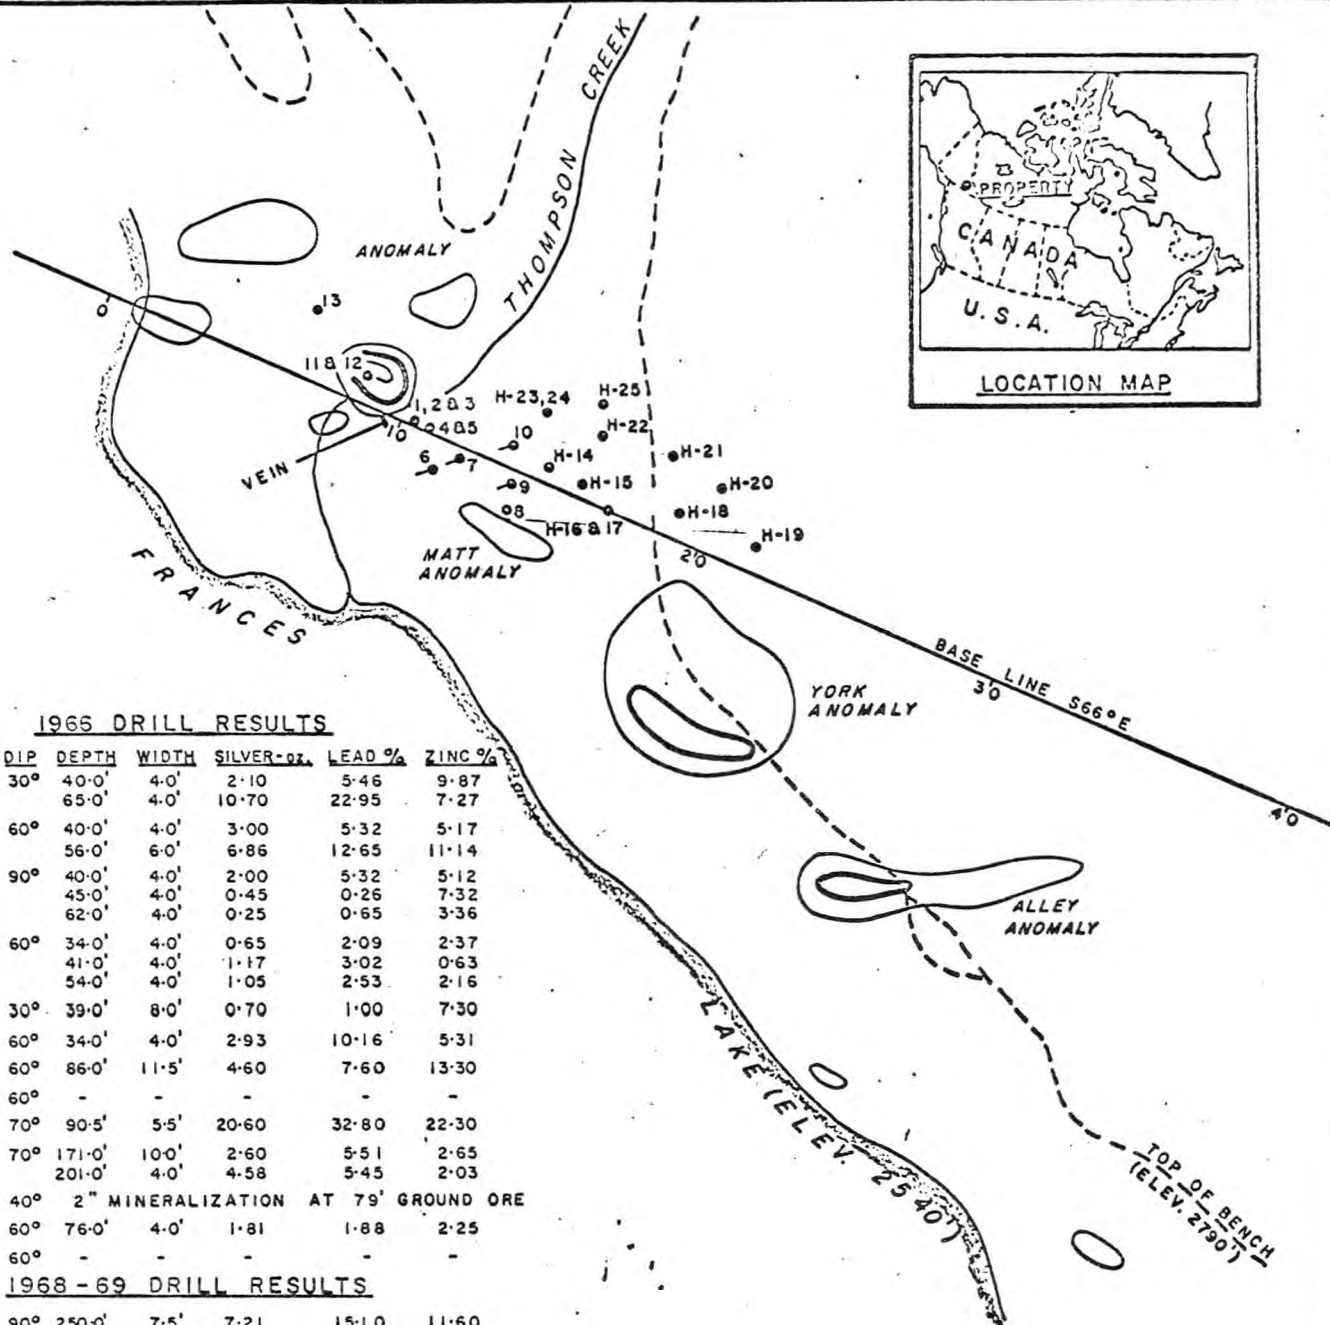 THOMPSON CREEK
ANOMALY
0
13
11 & 12
1,2&3
4&5
H-23,24
H-25
H-22
10
10
6
7
H-14
H-21
VEIN
9
H-15
H-20
8
H-18
H-16 & 17
H-19
MATT
ANOMALY
20
FRANCES
LAKE (ELEV. 2540')
BASE LINE S66°E
30
40
YORK
ANOMALY
ALLEY
ANOMALY
TOP OF BENCH
(ELEV. 2790')
PROPERTY
CANADA
U.S.A.
LOCATION MAP
1966 DRILL RESULTS
DIP DEPTH WIDTH SILVER-oz. LEAD % ZINC %
30° 40·0' 4·0' 2·10 5·46 9·87
65·0' 4·0' 10·70 22·95 7·27
60° 40·0' 4·0' 3·00 5·32 5·17
56·0' 6·0' 6·86 12·65 11·14
90° 40·0' 4·0' 2·00 5·32 5·12
45·0' 4·0' 0·45 0·26 7·32
62·0' 4·0' 0·25 0·65 3·36
60° 34·0' 4·0' 0·65 2·09 2·37
41·0' 4·0' 1·17 3·02 0·63
54·0' 4·0' 1·05 2·53 2·16
30° 39·0' 8·0' 0·70 1·00 7·30
60° 34·0' 4·0' 2·93 10·16 5·31
60° 86·0' 11·5' 4·60 7·60 13·30
60° - - - - -
70° 90·5' 5·5' 20·60 32·80 22·30
70° 171·0' 10·0' 2·60 5·51 2·65
201·0' 4·0' 4·58 5·45 2·03
40° 2" MINERALIZATION AT 79' GROUND ORE
60° 76·0' 4·0' 1·81 1·88 2·25
60° - - - - -
1968-69 DRILL RESULTS
90° 250·0' 7·5' 7·21 15·10 11·60